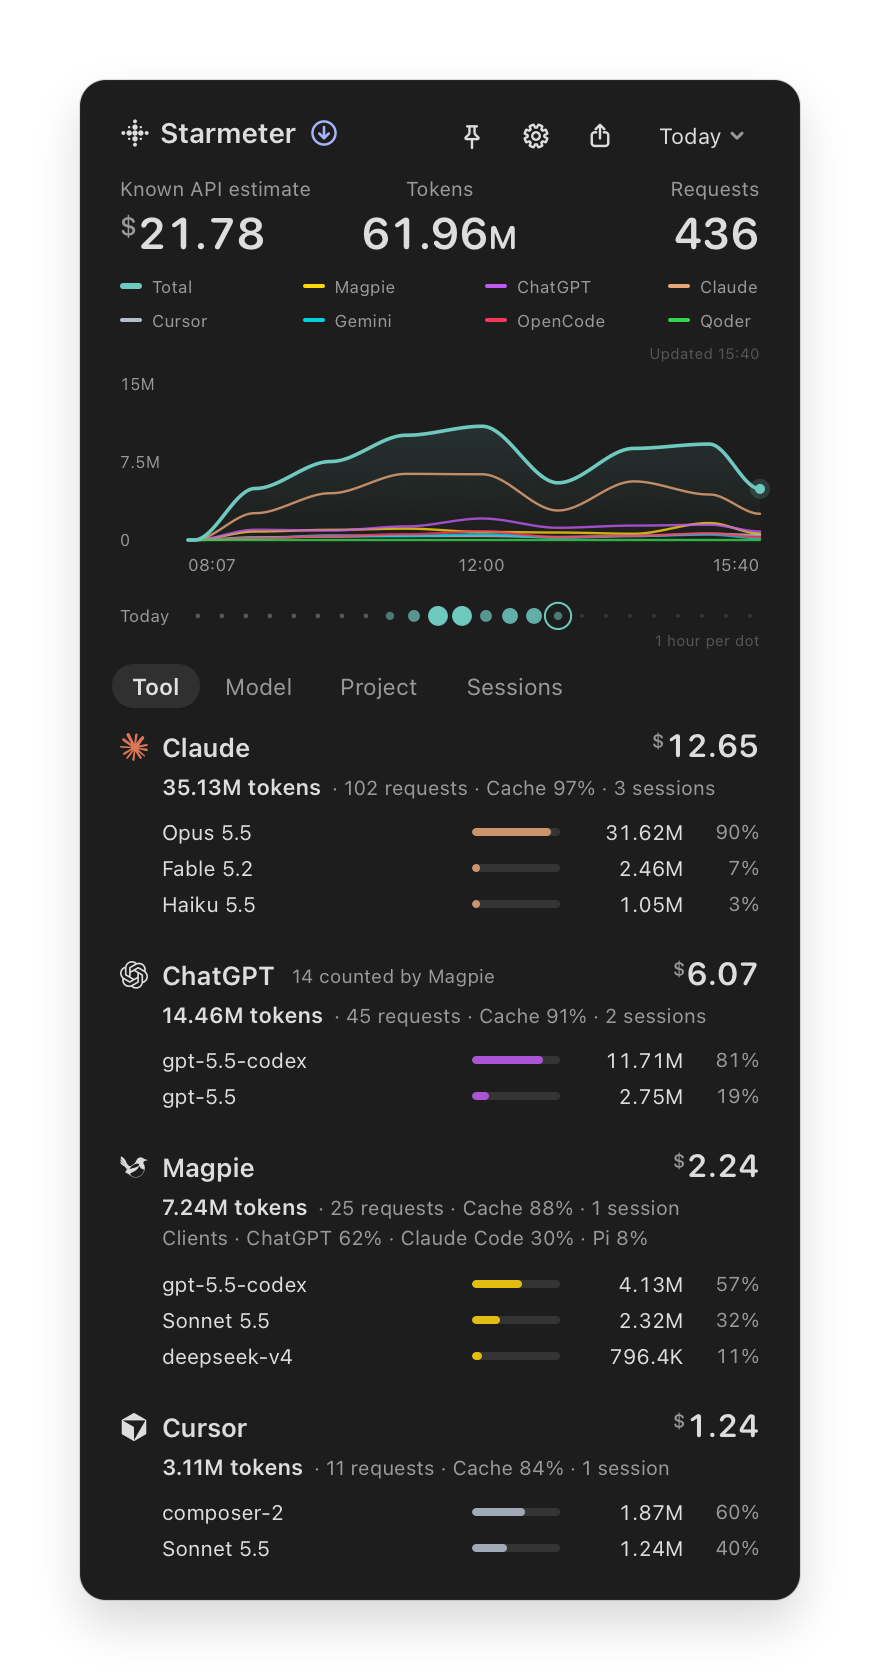 Starmeter Today
Known API estimate Tokens Requests
$21.78 61.96M 436
Total Magpie ChatGPT Claude
Cursor Gemini OpenCode Qoder
Updated 15:40
15M
7.5M
0
08:07 12:00 15:40
Today
1 hour per dot
Tool Model Project Sessions
Claude $12.65
35.13M tokens · 102 requests · Cache 97% · 3 sessions
Opus 5.5 31.62M 90%
Fable 5.2 2.46M 7%
Haiku 5.5 1.05M 3%
ChatGPT 14 counted by Magpie $6.07
14.46M tokens · 45 requests · Cache 91% · 2 sessions
gpt-5.5-codex 11.71M 81%
gpt-5.5 2.75M 19%
Magpie $2.24
7.24M tokens · 25 requests · Cache 88% · 1 session
Clients · ChatGPT 62% · Claude Code 30% · Pi 8%
gpt-5.5-codex 4.13M 57%
Sonnet 5.5 2.32M 32%
deepseek-v4 796.4K 11%
Cursor $1.24
3.11M tokens · 11 requests · Cache 84% · 1 session
composer-2 1.87M 60%
Sonnet 5.5 1.24M 40%